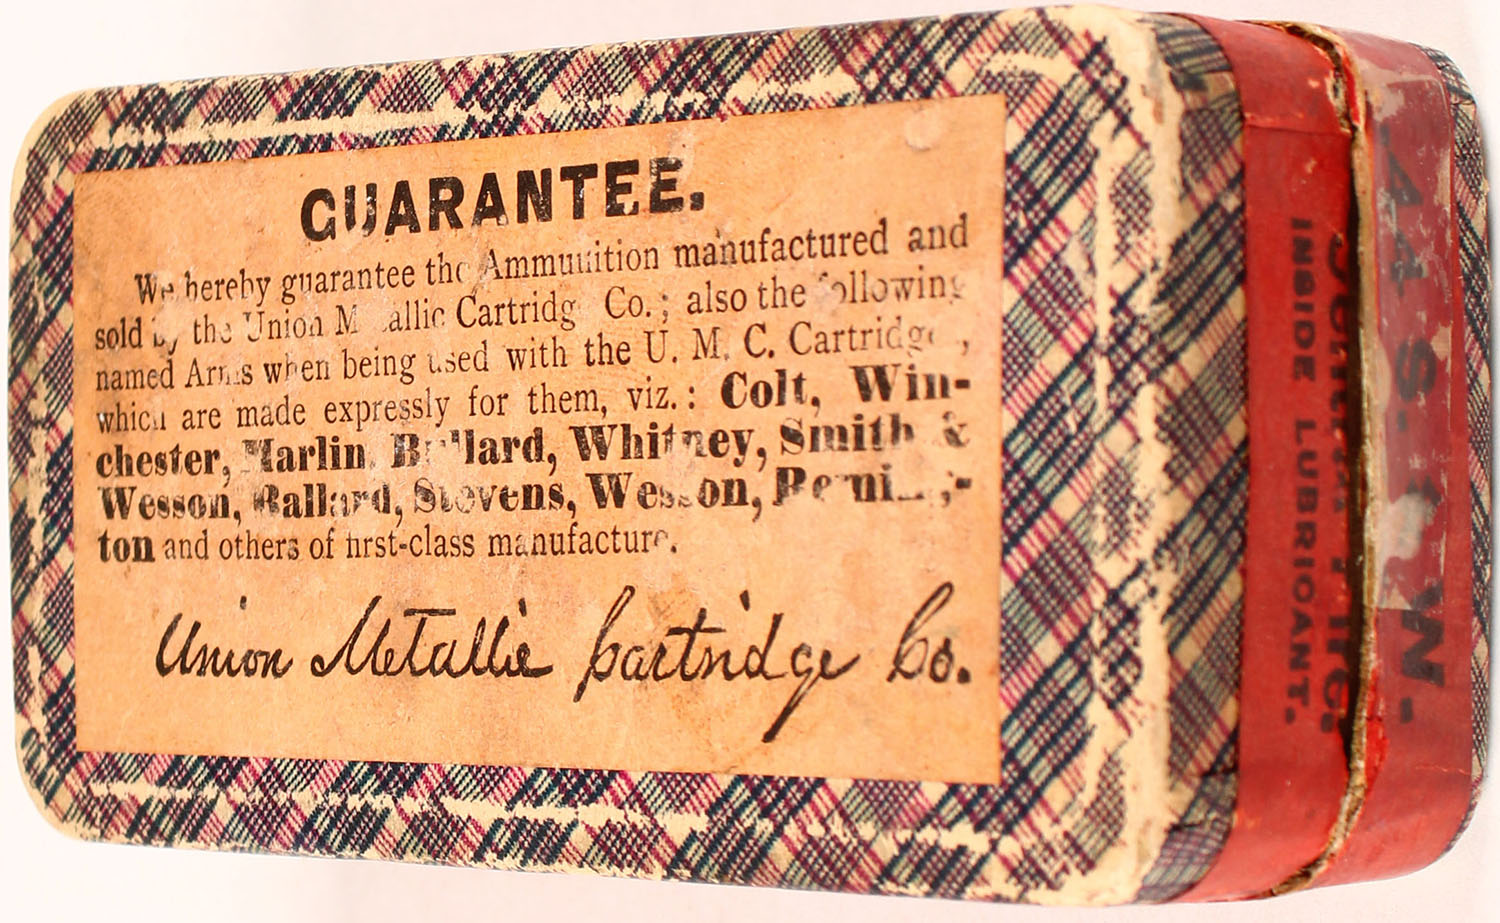 GUARANTEE.
We hereby guarantee the Ammunition manufactured and
sold by the Union Metallic Cartridge Co.; also the following
named Arms when being used with the U. M. C. Cartridges,
which are made expressly for them, viz.: Colt, Win-
chester, Marlin, Bullard, Whitney, Smith &
Wesson, Ballard, Stevens, Wesson, Reming-
ton and others of first-class manufacture.
Union Metallic Cartridge Co.
44 S. & W.
Central Fire.
INSIDE LUBRICANT.